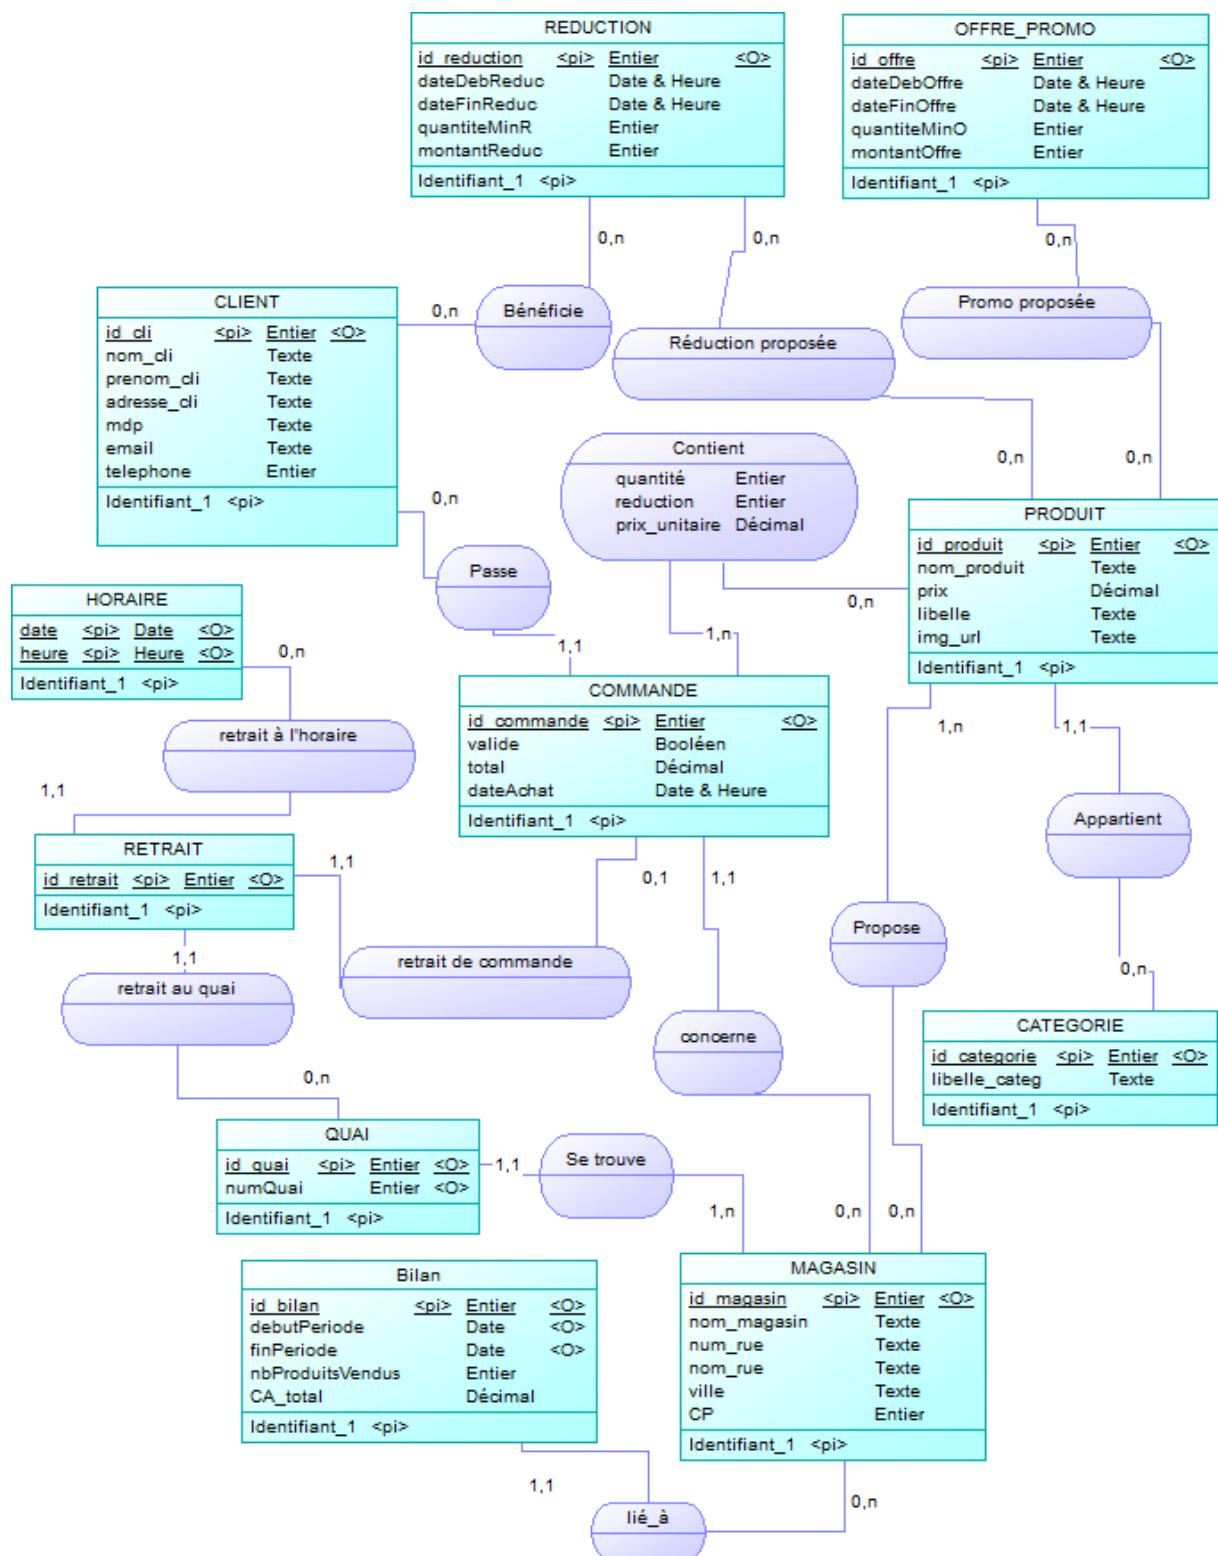 REDUCTION
id_reduction <pi> Entier <O>
dateDebReduc Date & Heure
dateFinReduc Date & Heure
quantiteMinR Entier
montantReduc Entier
Identifiant_1 <pi>
OFFRE_PROMO
id_offre <pi> Entier <O>
dateDebOffre Date & Heure
dateFinOffre Date & Heure
quantiteMinO Entier
montantOffre Entier
Identifiant_1 <pi>
0,n
0,n
0,n
CLIENT
id_cli <pi> Entier <O>
nom_cli Texte
prenom_cli Texte
adresse_cli Texte
mdp Texte
email Texte
telephone Entier
Identifiant_1 <pi>
0,n
Bénéficie
Réduction proposée
Promo proposée
Contient
quantité Entier
reduction Entier
prix_unitaire Décimal
0,n
0,n
0,n
Passe
1,1
1,n
0,n
PRODUIT
id_produit <pi> Entier <O>
nom_produit Texte
prix Décimal
libelle Texte
img_url Texte
Identifiant_1 <pi>
HORAIRE
date <pi> Date <O>
heure <pi> Heure <O>
Identifiant_1 <pi>
0,n
retrait à l'horaire
1,1
COMMANDE
id_commande <pi> Entier <O>
valide Booléen
total Décimal
dateAchat Date & Heure
Identifiant_1 <pi>
1,n
1,1
Appartient
RETRAIT
id_retrait <pi> Entier <O>
Identifiant_1 <pi>
1,1
0,1
1,1
1,1
retrait au quai
retrait de commande
Propose
0,n
concerne
CATEGORIE
id_categorie <pi> Entier <O>
libelle_categ Texte
Identifiant_1 <pi>
0,n
QUAI
id_quai <pi> Entier <O>
numQuai Entier <O>
Identifiant_1 <pi>
1,1
Se trouve
1,n
0,n
0,n
Bilan
id_bilan <pi> Entier <O>
debutPeriode Date <O>
finPeriode Date <O>
nbProduitsVendus Entier
CA_total Décimal
Identifiant_1 <pi>
MAGASIN
id_magasin <pi> Entier <O>
nom_magasin Texte
num_rue Texte
nom_rue Texte
ville Texte
CP Entier
Identifiant_1 <pi>
1,1
0,n
lié_à